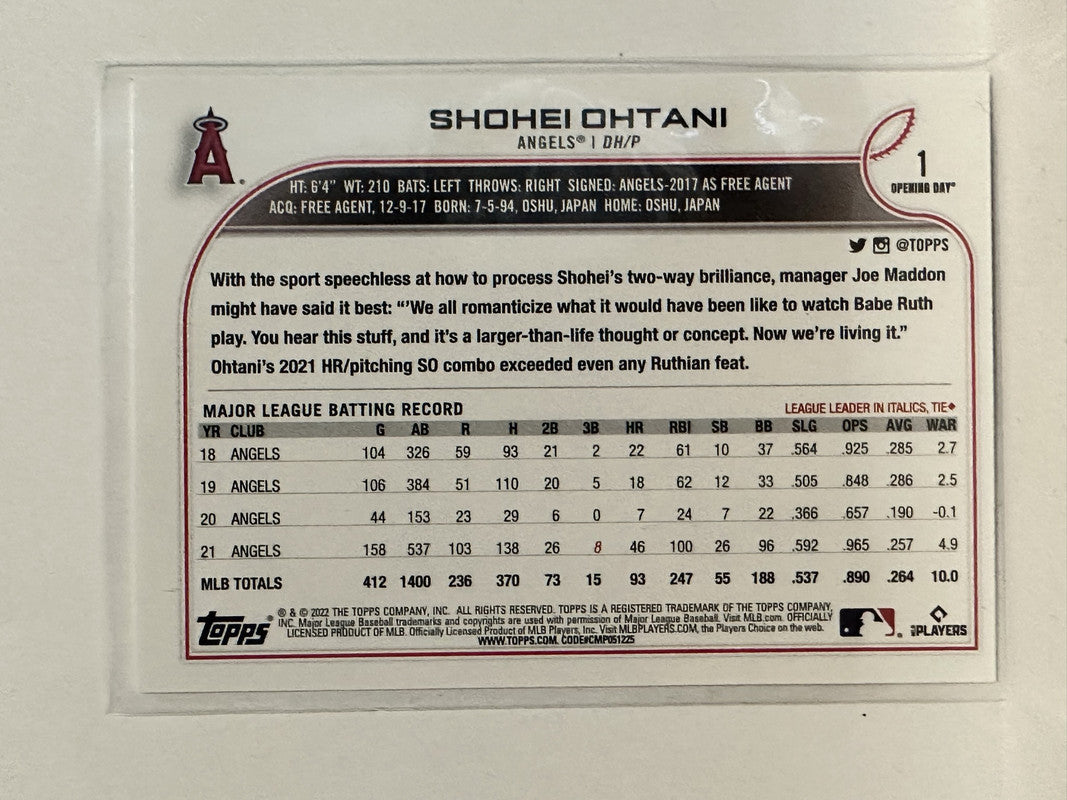 SHOHEI OHTANI
ANGELS® | DH/P
1
OPENING DAY®
HT: 6'4" WT: 210 BATS: LEFT THROWS: RIGHT SIGNED: ANGELS-2017 AS FREE AGENT
ACQ: FREE AGENT, 12-9-17 BORN: 7-5-94, OSHU, JAPAN HOME: OSHU, JAPAN
@TOPPS
With the sport speechless at how to process Shohei's two-way brilliance, manager Joe Maddon
might have said it best: “'We all romanticize what it would have been like to watch Babe Ruth
play. You hear this stuff, and it's a larger-than-life thought or concept. Now we're living it.”
Ohtani's 2021 HR/pitching SO combo exceeded even any Ruthian feat.
MAJOR LEAGUE BATTING RECORD LEAGUE LEADER IN ITALICS, TIE◆
YR CLUB G AB R H 2B 3B HR RBI SB BB SLG OPS AVG WAR
18 ANGELS 104 326 59 93 21 2 22 61 10 37 .564 .925 .285 2.7
19 ANGELS 106 384 51 110 20 5 18 62 12 33 .505 .848 .286 2.5
20 ANGELS 44 153 23 29 6 0 7 24 7 22 .366 .657 .190 -0.1
21 ANGELS 158 537 103 138 26 8 46 100 26 96 .592 .965 .257 4.9
MLB TOTALS 412 1400 236 370 73 15 93 247 55 188 .537 .890 .264 10.0
topps
® & © 2022 THE TOPPS COMPANY, INC. ALL RIGHTS RESERVED. TOPPS IS A REGISTERED TRADEMARK OF THE TOPPS COMPANY,
INC. Major League Baseball trademarks and copyrights are used with permission of Major League Baseball. Visit MLB.com. OFFICIALLY
LICENSED PRODUCT OF MLB. Officially Licensed Product of MLB Players, Inc. Visit MLBPLAYERS.COM, the Players Choice on the web.
WWW.TOPPS.COM. CODE#CMP051225
PLAYERS